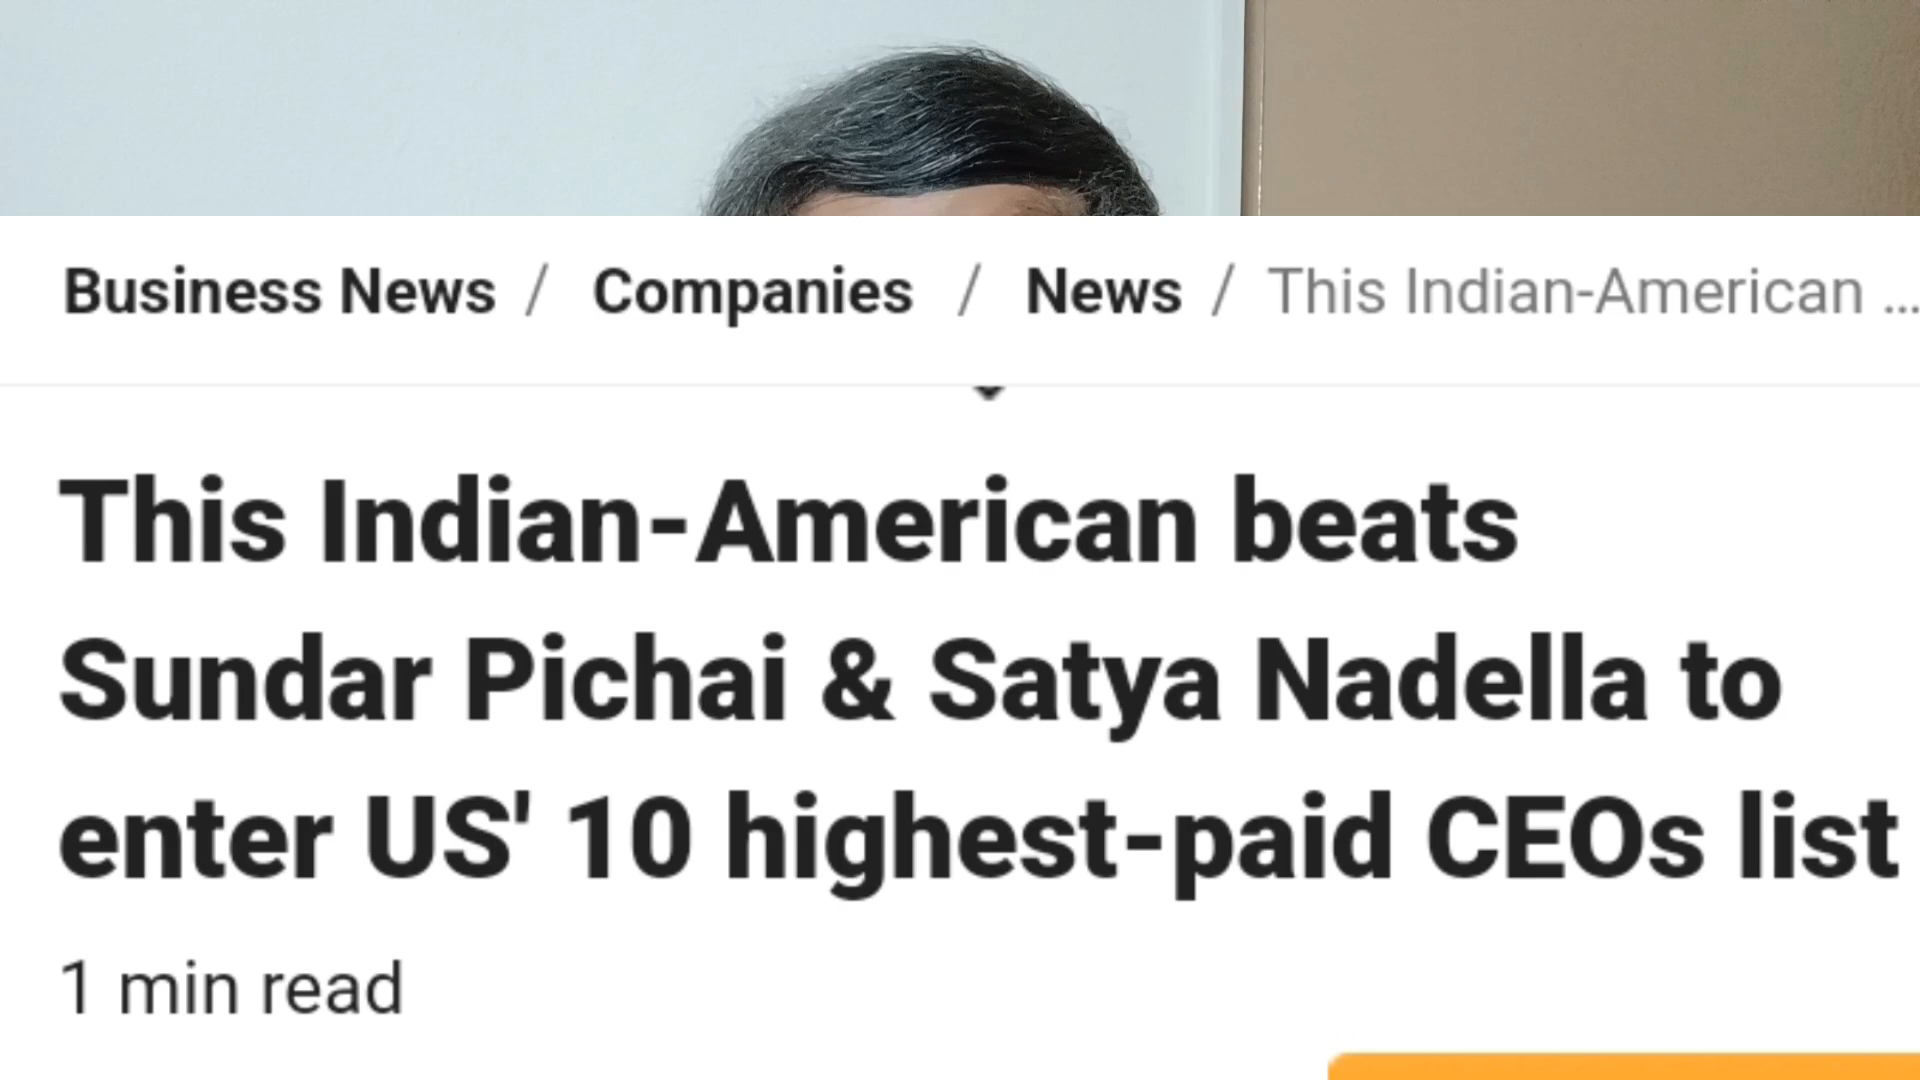 Business News / Companies / News / This Indian-American ...
This Indian-American beats
Sundar Pichai & Satya Nadella to
enter US' 10 highest-paid CEOs list
1 min read